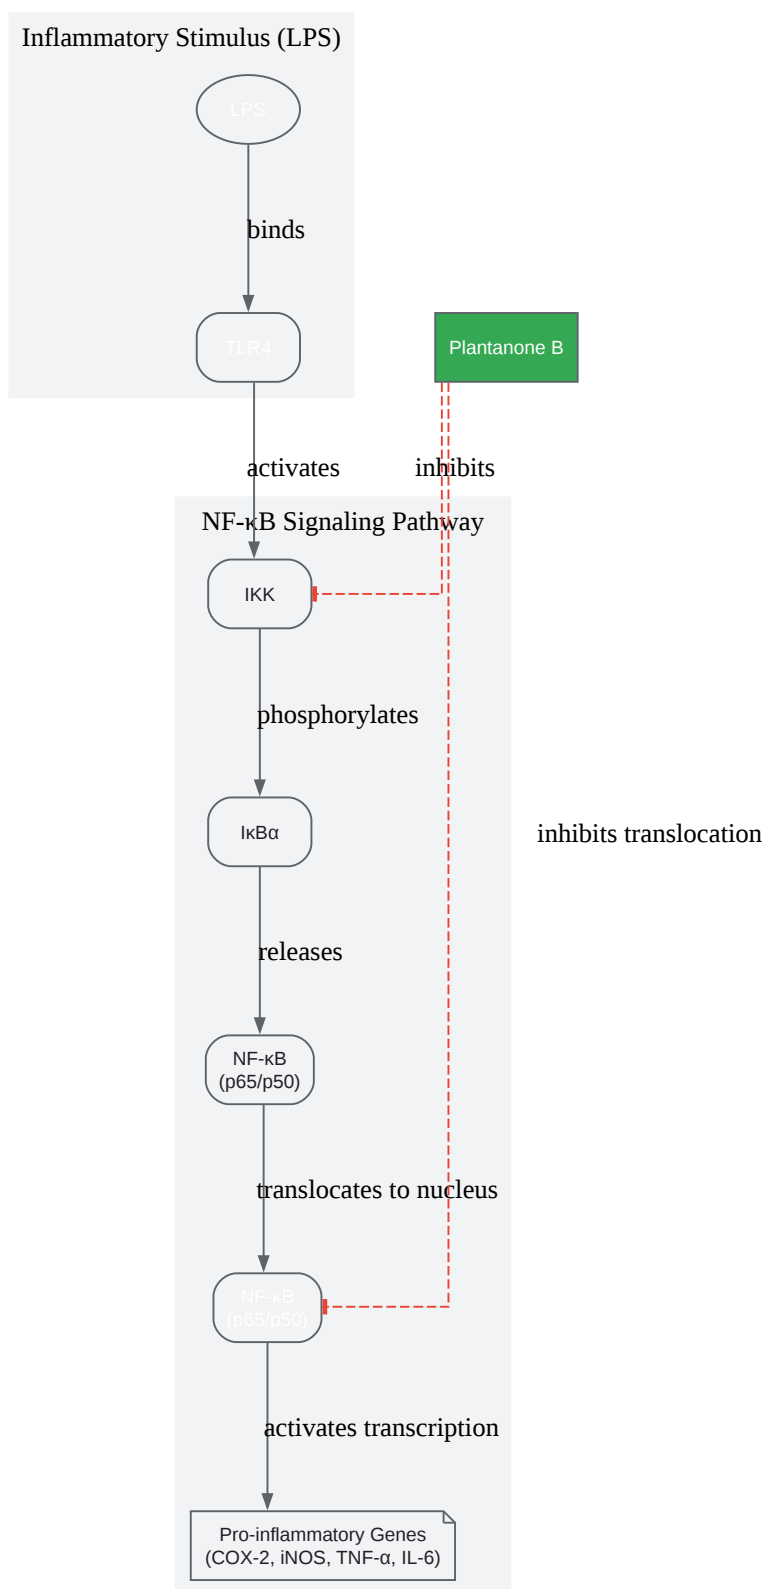 Inflammatory Stimulus (LPS)
LPS
binds
TLR4
Plantanone B
activates
inhibits
NF-κB Signaling Pathway
IKK
phosphorylates
IκBα
inhibits translocation
releases
NF-κB
(p65/p50)
translocates to nucleus
NF-κB
(p65/p50)
activates transcription
Pro-inflammatory Genes
(COX-2, iNOS, TNF-α, IL-6)